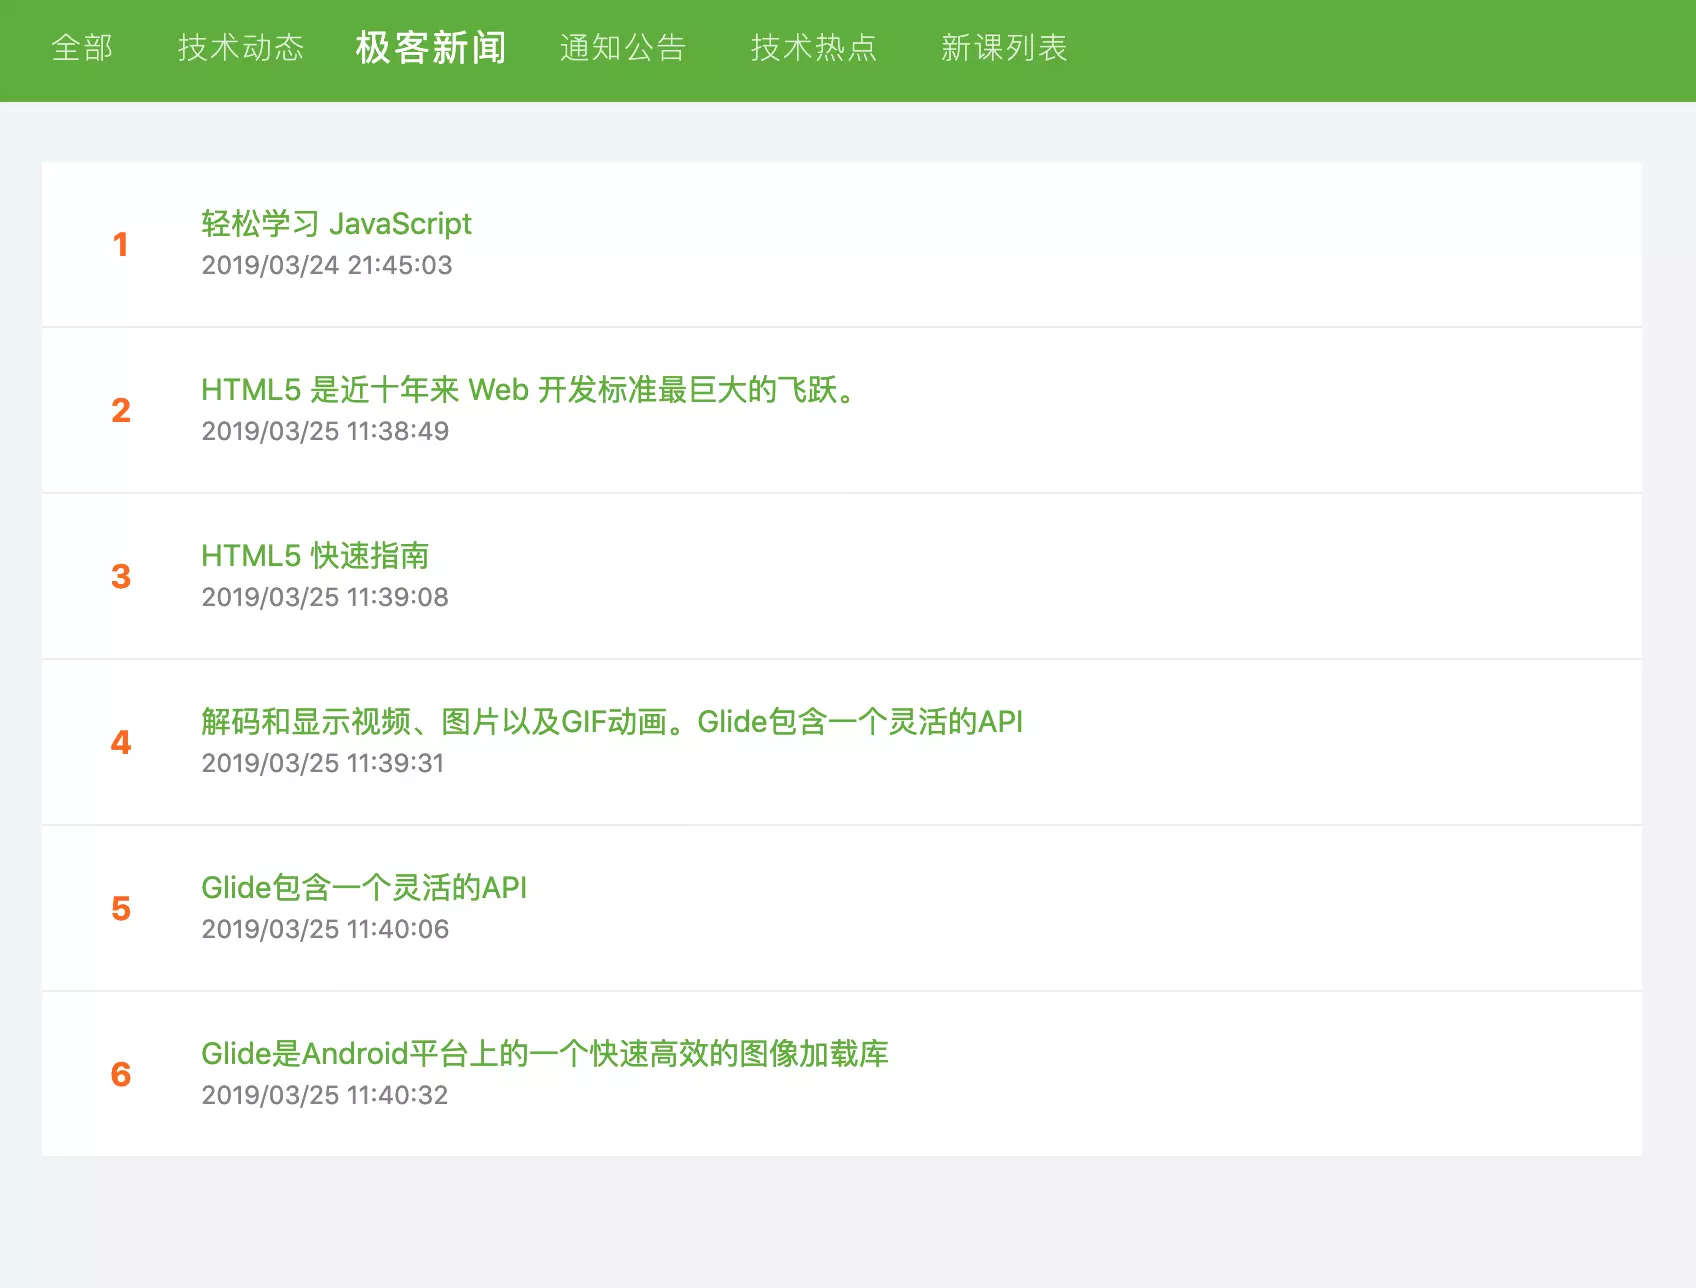 全部 技术动态 极客新闻 通知公告 技术热点 新课列表
1
轻松学习 JavaScript
2019/03/24 21:45:03
2
HTML5 是近十年来 Web 开发标准最巨大的飞跃。
2019/03/25 11:38:49
3
HTML5 快速指南
2019/03/25 11:39:08
4
解码和显示视频、图片以及GIF动画。Glide包含一个灵活的API
2019/03/25 11:39:31
5
Glide包含一个灵活的API
2019/03/25 11:40:06
6
Glide是Android平台上的一个快速高效的图像加载库
2019/03/25 11:40:32